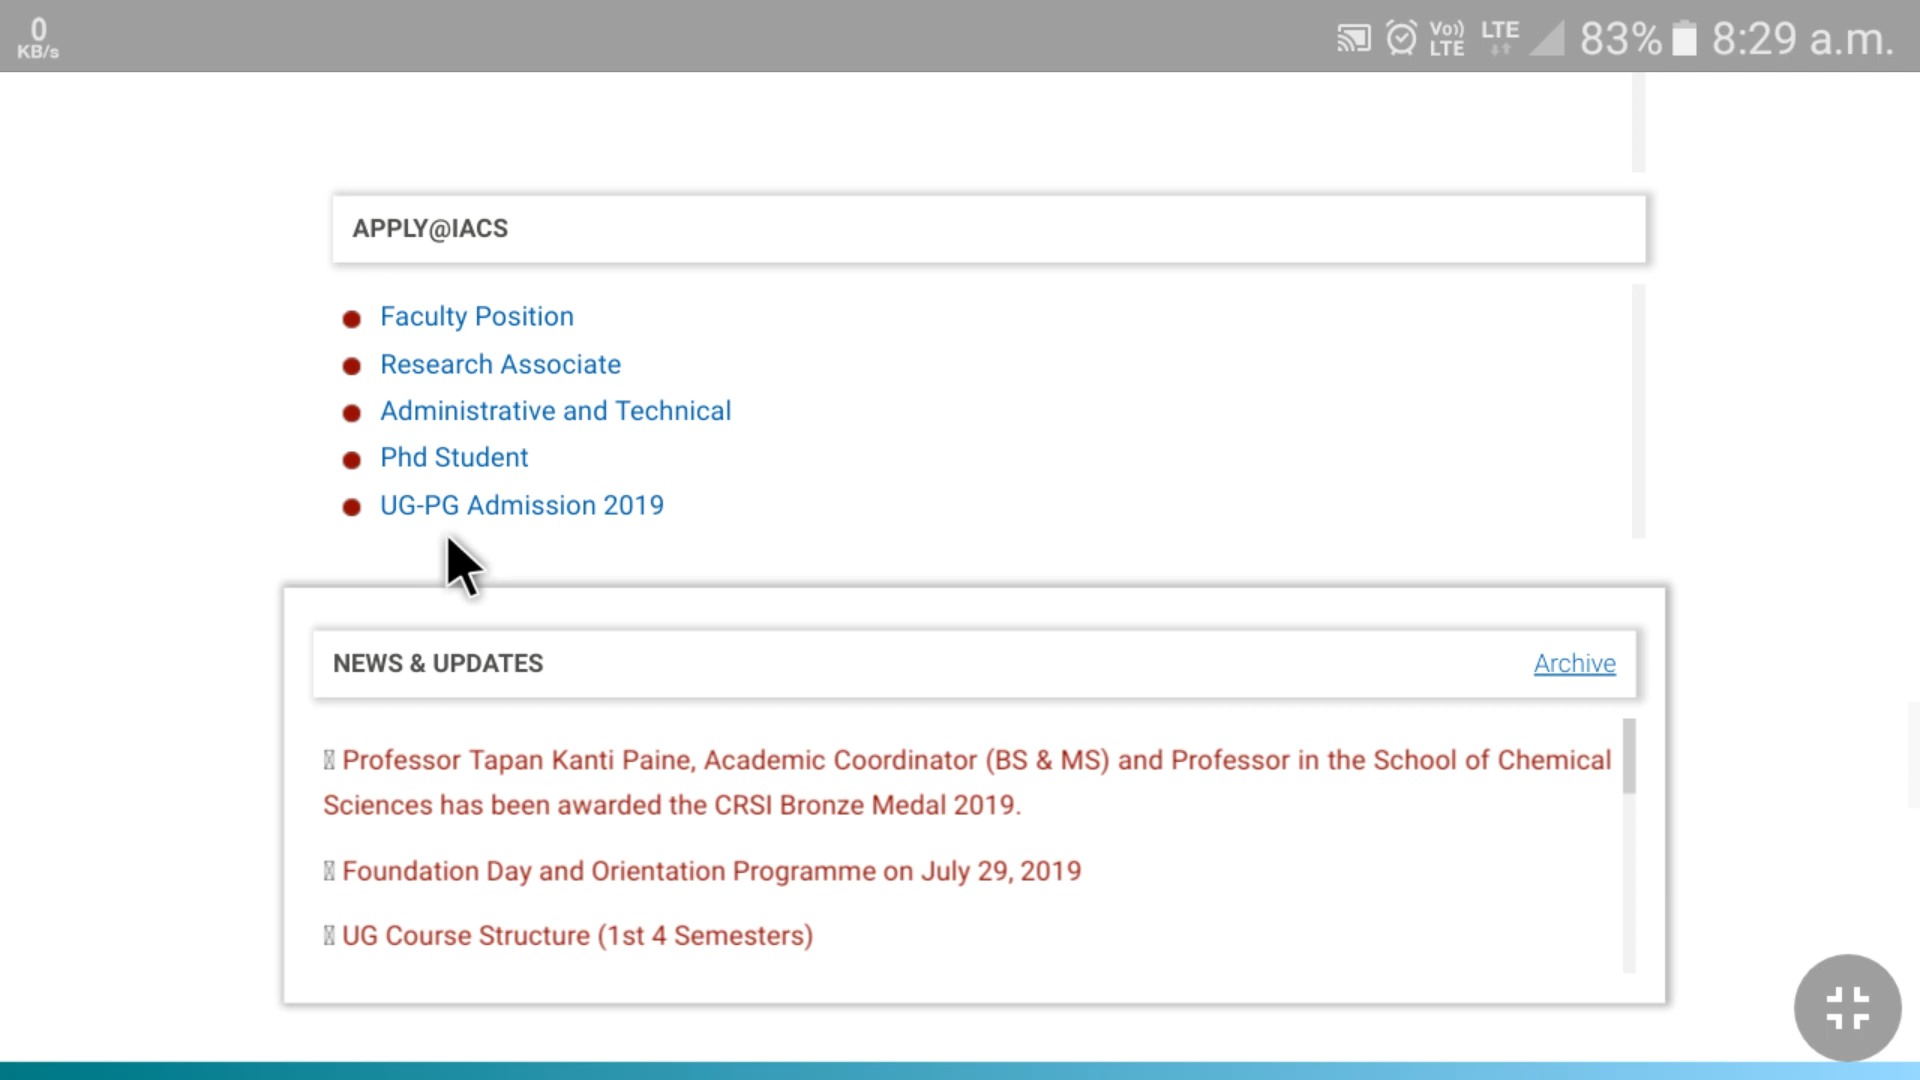 0
KB/s
Vo))
LTE
LTE
83%
8:29 a.m.
APPLY@IACS
Faculty Position
Research Associate
Administrative and Technical
Phd Student
UG-PG Admission 2019
NEWS & UPDATES
Archive
Professor Tapan Kanti Paine, Academic Coordinator (BS & MS) and Professor in the School of Chemical
Sciences has been awarded the CRSI Bronze Medal 2019.
Foundation Day and Orientation Programme on July 29, 2019
UG Course Structure (1st 4 Semesters)